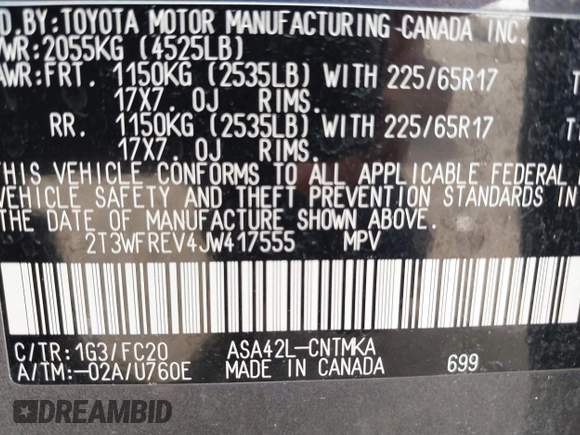 D.BY:TOYOTA MOTOR MANUFACTURING CANADA INC.
WR:2055KG (4525LB)
AWR:FRT. 1150KG (2535LB) WITH 225/65R17
17X7.0J RIMS.
RR. 1150KG (2535LB) WITH 225/65R17
17X7.0J RIMS.
THIS VEHICLE CONFORMS TO ALL APPLICABLE FEDERAL
VEHICLE SAFETY AND THEFT PREVENTION STANDARDS IN
THE DATE OF MANUFACTURE SHOWN ABOVE.
2T3WFREV4JW417555 MPV
C/TR:1G3/FC20 ASA42L-CNTMKA
A/TM:-02A/U760E MADE IN CANADA 699
DREAMBID